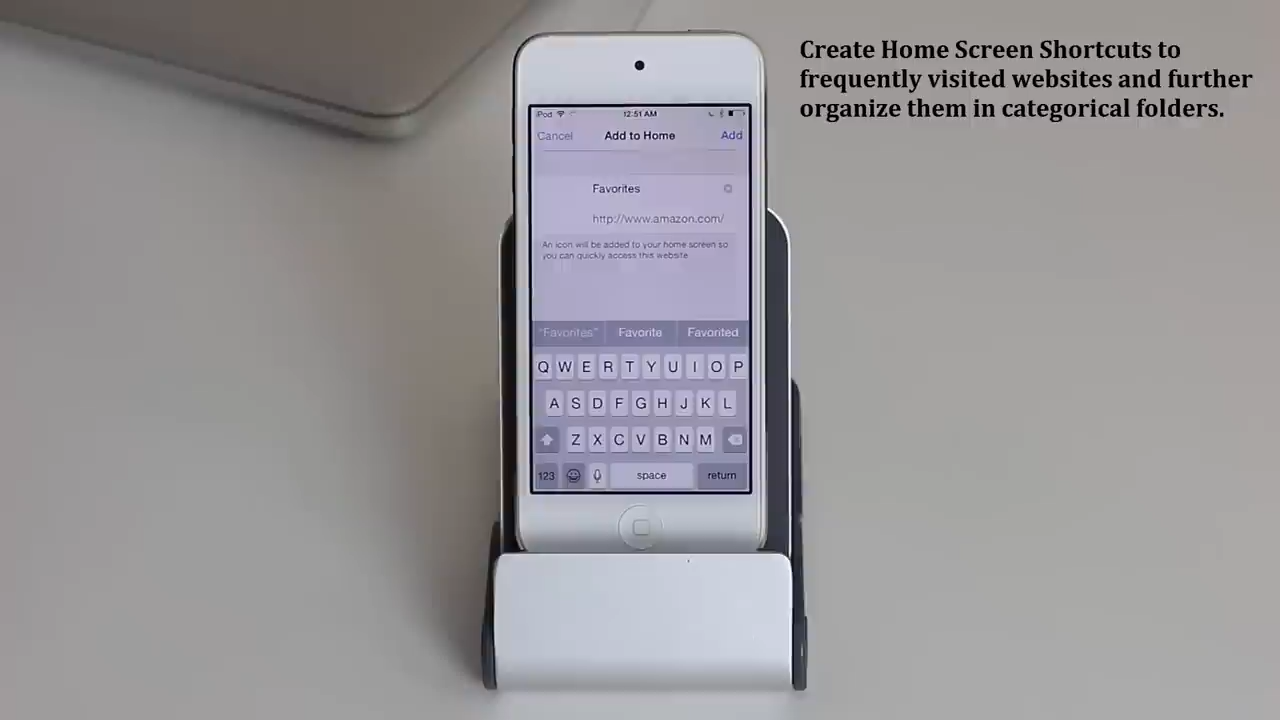 Create Home Screen Shortcuts to
frequently visited websites and further
organize them in categorical folders.
iPod 12:51 AM
Cancel Add to Home Add
Favorites
http://www.amazon.com/
An icon will be added to your home screen so
you can quickly access this website
"Favorites" Favorite Favorited
Q W E R T Y U I O P
A S D F G H J K L
Z X C V B N M
123 space return